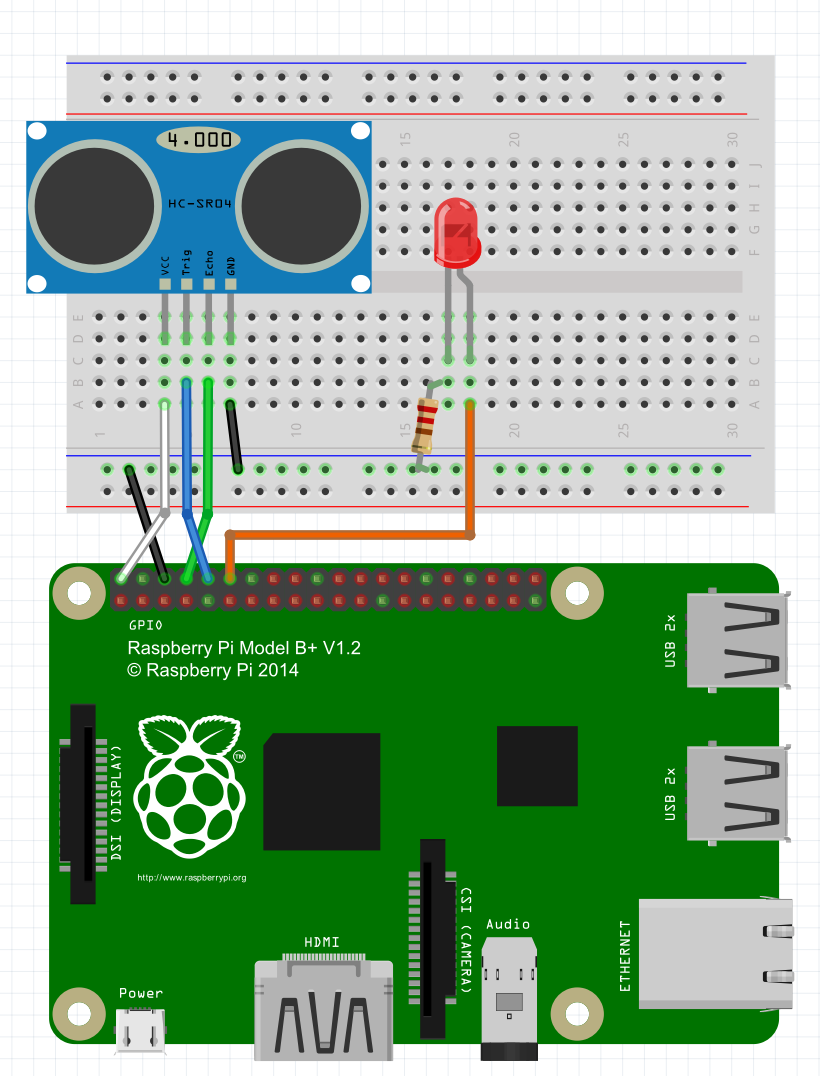 4.000
HC-SR04
VCC
Trig
Echo
GND
15
20
25
30
J
I
H
G
F
E
D
C
B
A
E
D
C
B
A
1
10
15
20
25
30
GPIO
Raspberry Pi Model B+ V1.2
© Raspberry Pi 2014
USB 2x
USB 2x
DSI (DISPLAY)
TM
http://www.raspberrypi.org
CSI (CAMERA)
Audio
HDMI
ETHERNET
Power